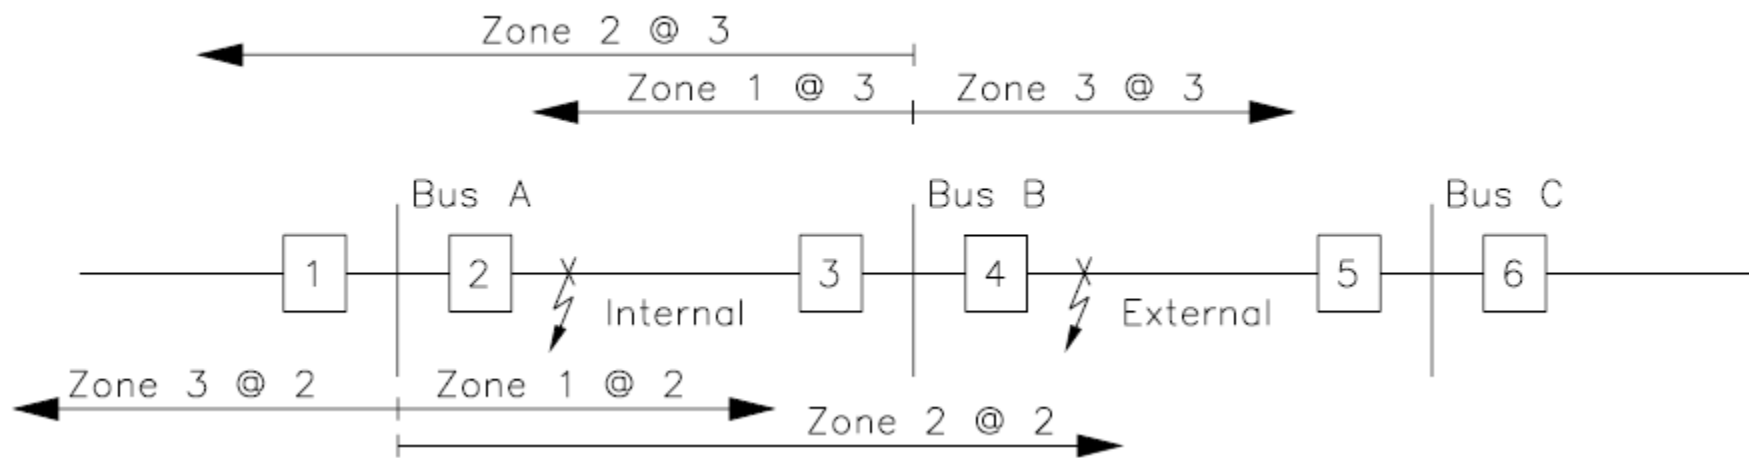 Zone 2 @ 3
Zone 1 @ 3 Zone 3 @ 3
Bus A Bus B Bus C
1 2 3 4 5 6
Internal External
Zone 3 @ 2 Zone 1 @ 2
Zone 2 @ 2